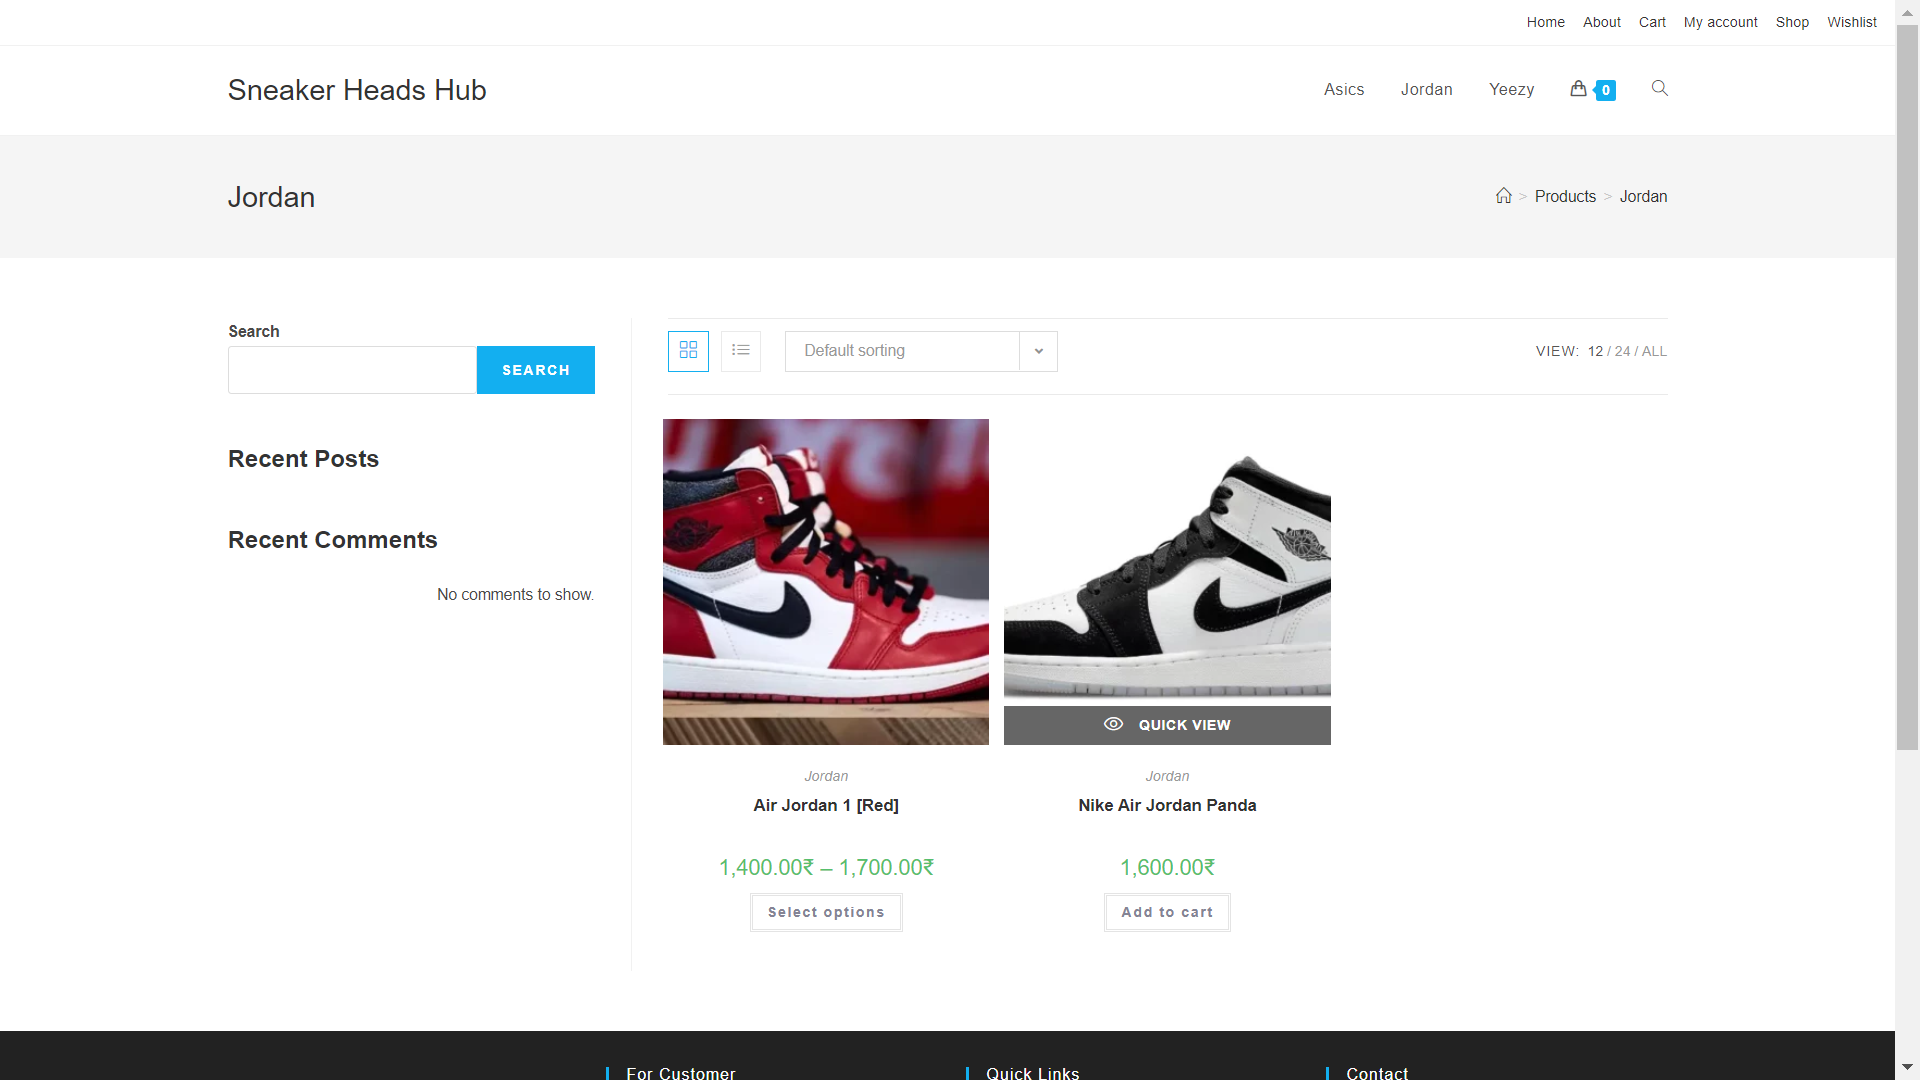 Home About Cart My account Shop Wishlist
Sneaker Heads Hub
Asics Jordan Yeezy 0
Jordan
> Products > Jordan
Search
SEARCH
Recent Posts
Recent Comments
No comments to show.
Default sorting
VIEW: 12 / 24 / ALL
QUICK VIEW
Jordan
Air Jordan 1 [Red]
1,400.00₹ – 1,700.00₹
Select options
Jordan
Nike Air Jordan Panda
1,600.00₹
Add to cart
For Customer
Quick Links
Contact